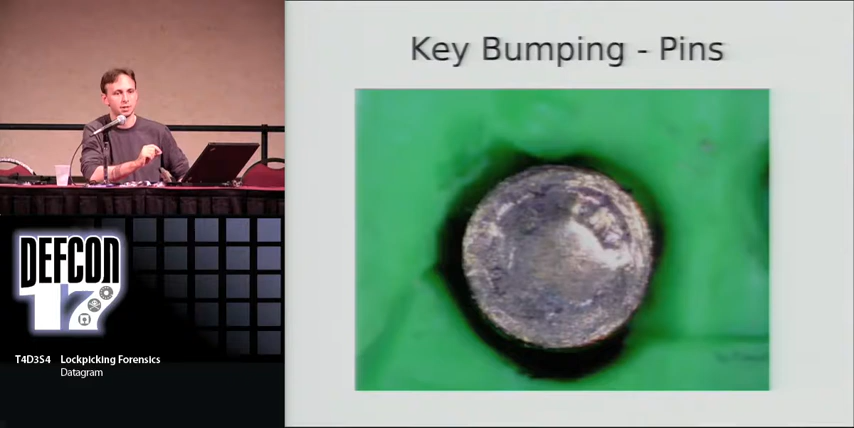 Key Bumping - Pins
DEFCON
17
T4D3S4 Lockpicking Forensics
Datagram